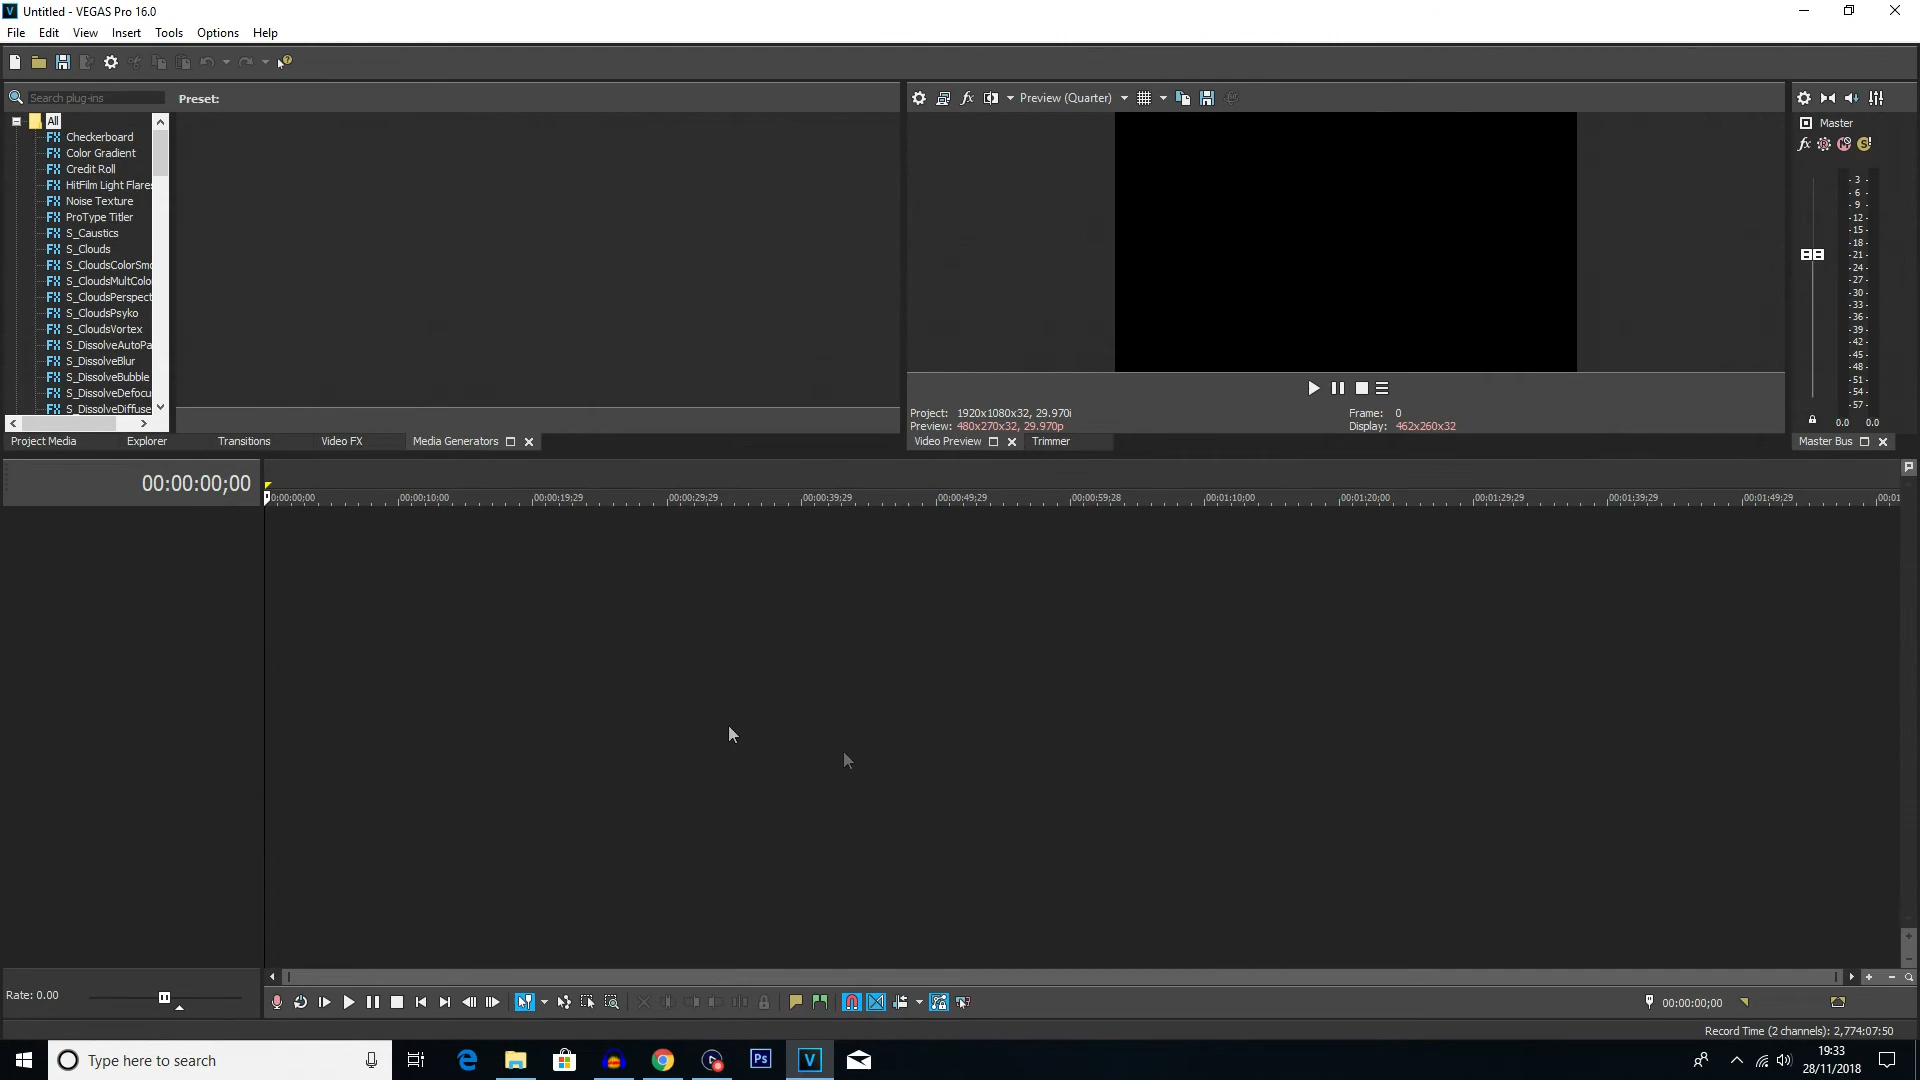 Untitled - VEGAS Pro 16.0
File Edit View Insert Tools Options Help
Search plug-ins
Preset:
Preview (Quarter)
All
Checkerboard
Color Gradient
Credit Roll
HitFilm Light Flares
Noise Texture
ProType Titler
S_Caustics
S_Clouds
S_CloudsColorSmo
S_CloudsMultColo
S_CloudsPerspect
S_CloudsPsyko
S_CloudsVortex
S_DissolveAutoPa
S_DissolveBlur
S_DissolveBubble
S_DissolveDefocu
S_DissolveDiffuse
Master
- 3 -
- 6 -
- 9 -
- 12 -
- 15 -
- 18 -
- 21 -
- 24 -
- 27 -
- 30 -
- 33 -
- 36 -
- 39 -
- 42 -
- 45 -
- 48 -
- 51 -
- 54 -
- 57 -
0.0 0.0
Project: 1920x1080x32, 29.970i
Preview: 480x270x32, 29.970p
Frame: 0
Display: 462x260x32
Project Media Explorer Transitions Video FX Media Generators
Video Preview Trimmer
Master Bus
00:00:00;00
0:00:00;00 00:00:10;00 00:00:19;29 00:00:29;29 00:00:39;29 00:00:49;29 00:00:59;28 00:01:10;00 00:01:20;00 00:01:29;29 00:01:39;29 00:01:49;29 00:01
Rate: 0.00
00:00:00;00
Record Time (2 channels): 2,774:07:50
Type here to search
Ps
V
19:33
28/11/2018